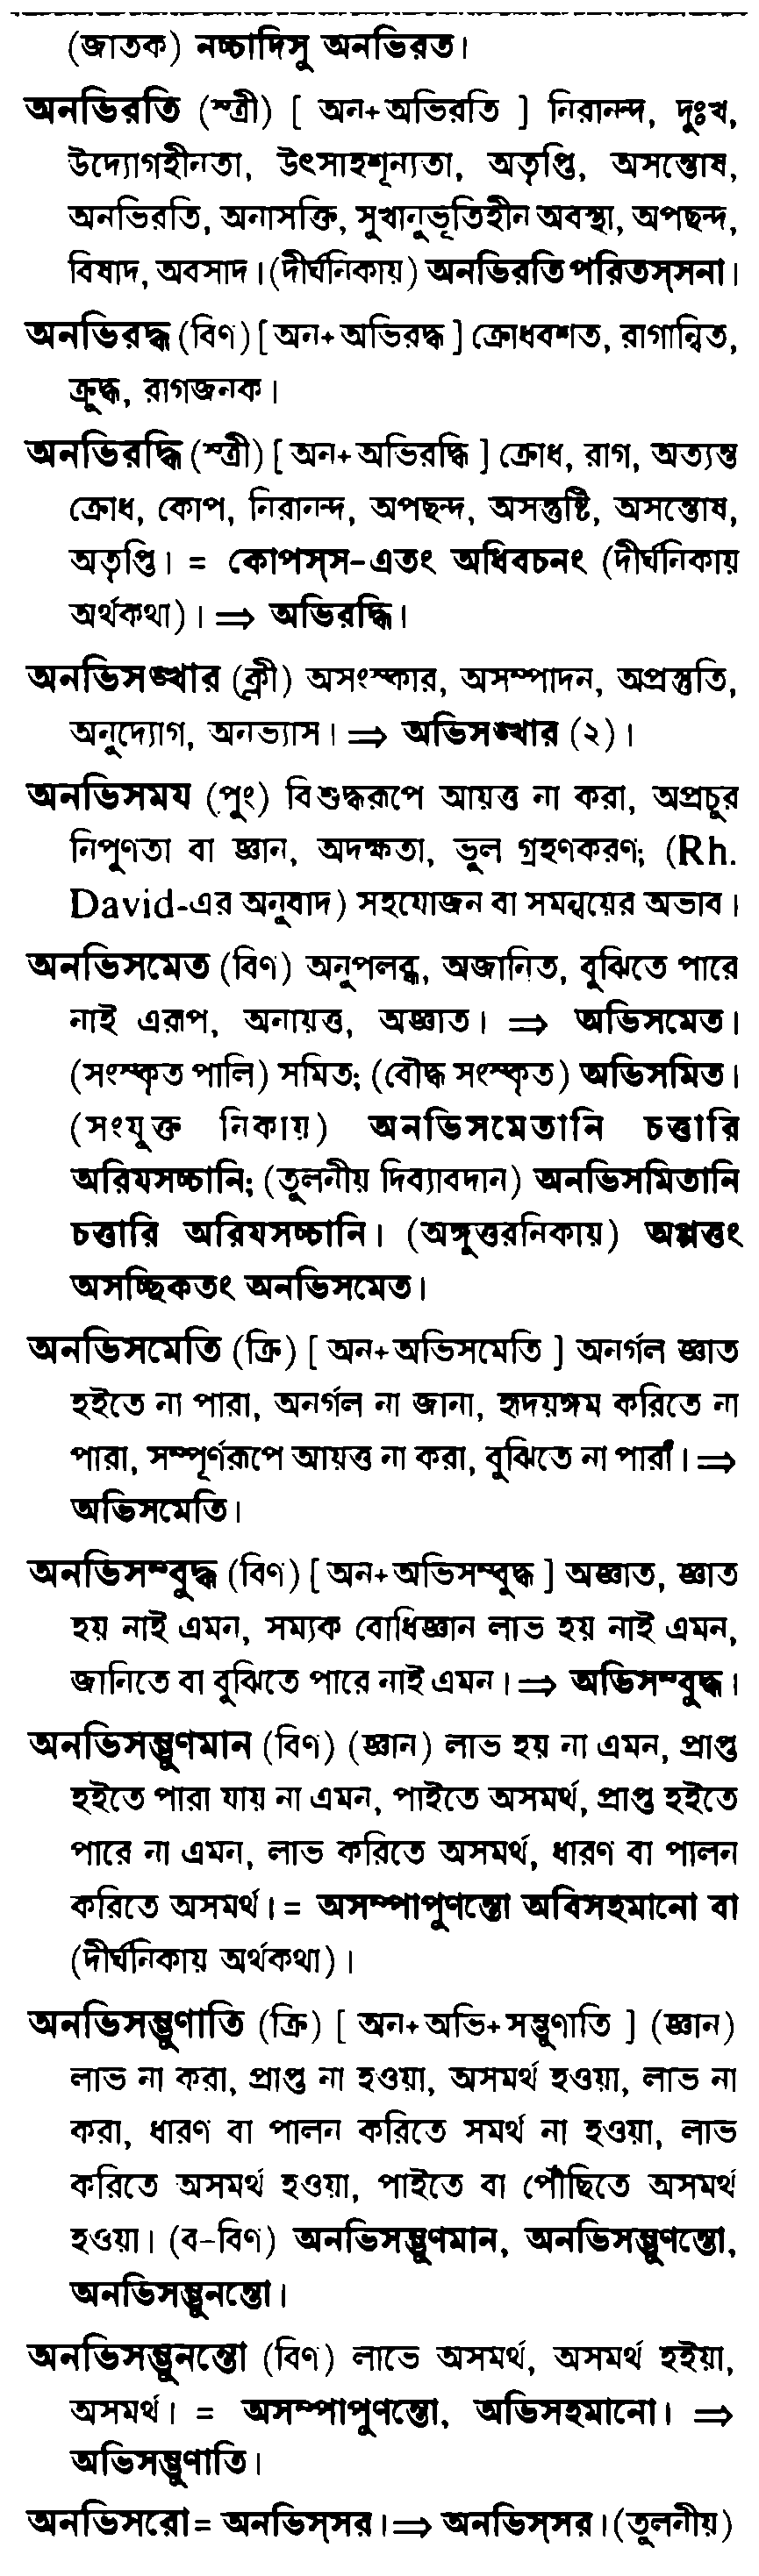 (জাতক) নচ্চাদিসু অনভিরত।
অনভিরতি (স্ত্রী) [ অন+অভিরতি ] নিরানন্দ, দুঃখ,
উদ্যোগহীনতা, উৎসাহশূন্যতা, অতৃপ্তি, অসন্তোষ,
অনভিরতি, অনাসক্তি, সুখানুভূতিহীন অবস্থা, অপছন্দ,
বিষাদ, অবসাদ। (দীর্ঘনিকায়) অনভিরতি পরিতস্‌সনা।
অনভিরদ্ধ (বিণ) [ অন+অভিরদ্ধ ] ক্রোধবশত, রাগান্বিত,
ক্রুদ্ধ, রাগজনক।
অনভিরদ্ধি (স্ত্রী) [ অন+অভিরদ্ধি ] ক্রোধ, রাগ, অত্যন্ত
ক্রোধ, কোপ, নিরানন্দ, অপছন্দ, অসন্তুষ্টি, অসন্তোষ,
অতৃপ্তি। = কোপস্‌স-এতং অধিবচনং (দীর্ঘনিকায়
অর্থকথা)। ⇒ অভিরদ্ধি।
অনভিসঙ্খার (ক্লী) অসংস্কার, অসম্পাদন, অপ্রস্তুতি,
অনুদ্যোগ, অনভ্যাস। ⇒ অভিসঙ্খার (২)।
অনভিসময (পুং) বিশুদ্ধরূপে আয়ত্ত না করা, অপ্রচুর
নিপুণতা বা জ্ঞান, অদক্ষতা, ভুল গ্রহণকরণ; (Rh.
David-এর অনুবাদ) সহযোজন বা সমন্বয়ের অভাব।
অনভিসমেত (বিণ) অনুপলব্ধ, অজানিত, বুঝিতে পারে
নাই এরূপ, অনায়ত্ত, অজ্ঞাত। ⇒ অভিসমেত।
(সংস্কৃত পালি) সমিত; (বৌদ্ধ সংস্কৃত) অভিসমিত।
(সংযুক্ত নিকায়) অনভিসমেতানি চত্তারি
অরিযসচ্চানি; (তুলনীয় দিব্যাবদান) অনভিসমিতানি
চত্তারি অরিযসচ্চানি। (অঙ্গুত্তরনিকায়) অপ্পত্তং
অসচ্ছিকতং অনভিসমেত।
অনভিসমেতি (ক্রি) [ অন+অভিসমেতি ] অনর্গল জ্ঞাত
হইতে না পারা, অনর্গল না জানা, হৃদয়ঙ্গম করিতে না
পারা, সম্পূর্ণরূপে আয়ত্ত না করা, বুঝিতে না পারা। ⇒
অভিসমেতি।
অনভিসম্বুদ্ধ (বিণ) [ অন+অভিসম্বুদ্ধ ] অজ্ঞাত, জ্ঞাত
হয় নাই এমন, সম্যক বোধিজ্ঞান লাভ হয় নাই এমন,
জানিতে বা বুঝিতে পারে নাই এমন। ⇒ অভিসম্বুদ্ধ।
অনভিসম্ভুণমান (বিণ) (জ্ঞান) লাভ হয় না এমন, প্রাপ্ত
হইতে পারা যায় না এমন, পাইতে অসমর্থ, প্রাপ্ত হইতে
পারে না এমন, লাভ করিতে অসমর্থ, ধারণ বা পালন
করিতে অসমর্থ। = অসম্পাপুণন্তো অবিসহমানো বা
(দীর্ঘনিকায় অর্থকথা)।
অনভিসম্ভুণাতি (ক্রি) [ অন+অভি+সম্ভুণাতি ] (জ্ঞান)
লাভ না করা, প্রাপ্ত না হওয়া, অসমর্থ হওয়া, লাভ না
করা, ধারণ বা পালন করিতে সমর্থ না হওয়া, লাভ
করিতে অসমর্থ হওয়া, পাইতে বা পৌঁছিতে অসমর্থ
হওয়া। (ব-বিণ) অনভিসম্ভুণমান, অনভিসম্ভুণন্তো,
অনভিসম্ভুনন্তো।
অনভিসম্ভুনন্তো (বিণ) লাভে অসমর্থ, অসমর্থ হইয়া,
অসমর্থ। = অসম্পাপুণন্তো, অভিসহমানো। ⇒
অভিসম্ভুণাতি।
অনভিসরো = অনভিস্‌সর। ⇒ অনভিস্‌সর। (তুলনীয়)